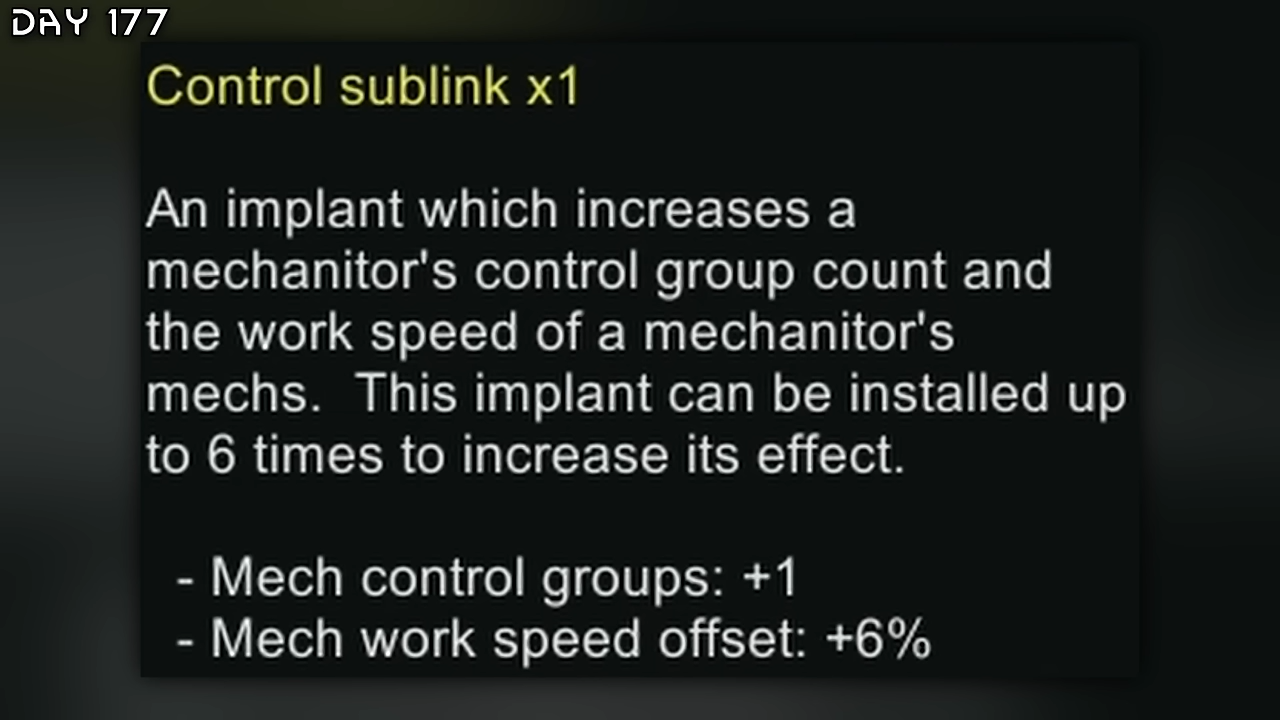 DAY 177
Control sublink x1
An implant which increases a
mechanitor's control group count and
the work speed of a mechanitor's
mechs.  This implant can be installed up
to 6 times to increase its effect.
- Mech control groups: +1
- Mech work speed offset: +6%